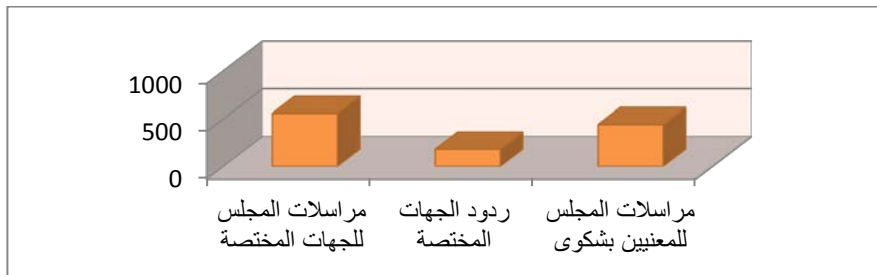 1000
500
0
مراسلات المجلس
للجهات المختصة
ردود الجهات
المختصة
مراسلات المجلس
للمعنيين بشكوى